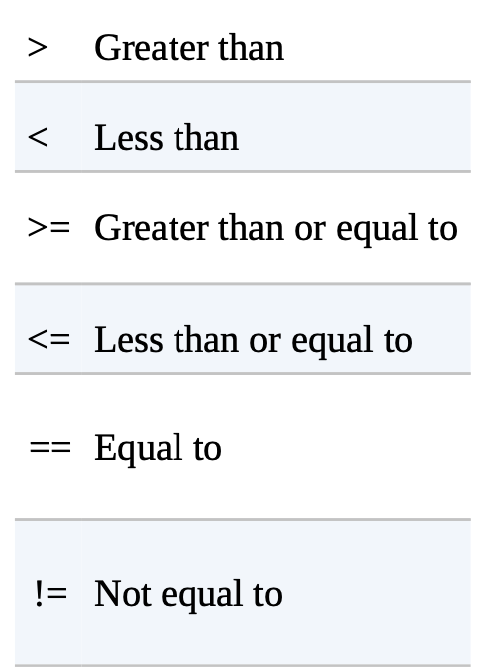 > Greater than
< Less than
>= Greater than or equal to
<= Less than or equal to
== Equal to
!= Not equal to